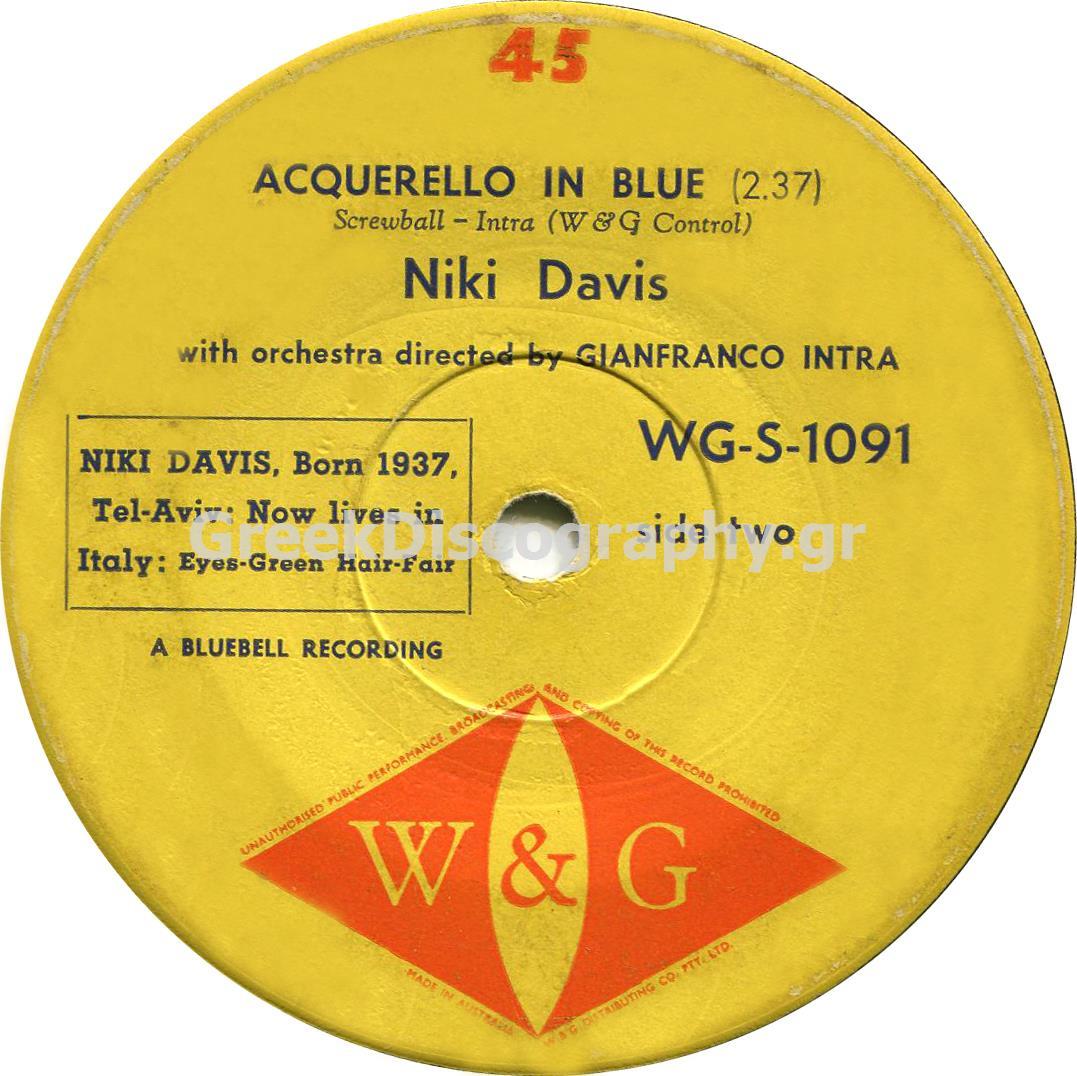 45
ACQUERELLO IN BLUE (2.37)
Screwball - Intra (W & G Control)
Niki Davis
with orchestra directed by GIANFRANCO INTRA
WG-S-1091
NIKI DAVIS, Born 1937,
Tel-Aviv: Now lives in
Italy: Eyes-Green Hair-Fair
side two
GreekDiscography.gr
A BLUEBELL RECORDING
UNAUTHORISED PUBLIC PERFORMANCE. BROADCASTING AND COPYING OF THIS RECORD PROHIBITED
W & G
MADE IN AUSTRALIA
W & G DISTRIBUTING CO. PTY. LTD.